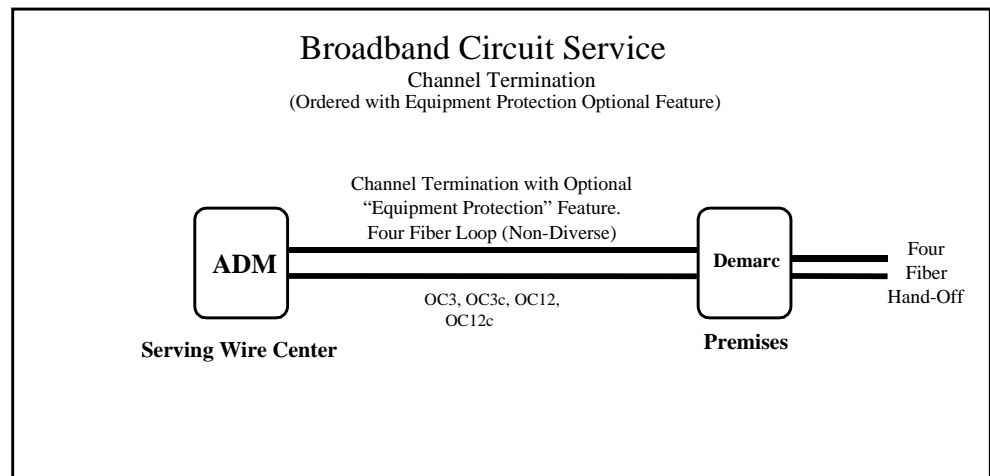 Broadband Circuit Service
Channel Termination
(Ordered with Equipment Protection Optional Feature)
Channel Termination with Optional
“Equipment Protection” Feature.
Four Fiber Loop (Non-Diverse)
ADM
Demarc
Four
Fiber
Hand-Off
OC3, OC3c, OC12,
OC12c
Serving Wire Center
Premises